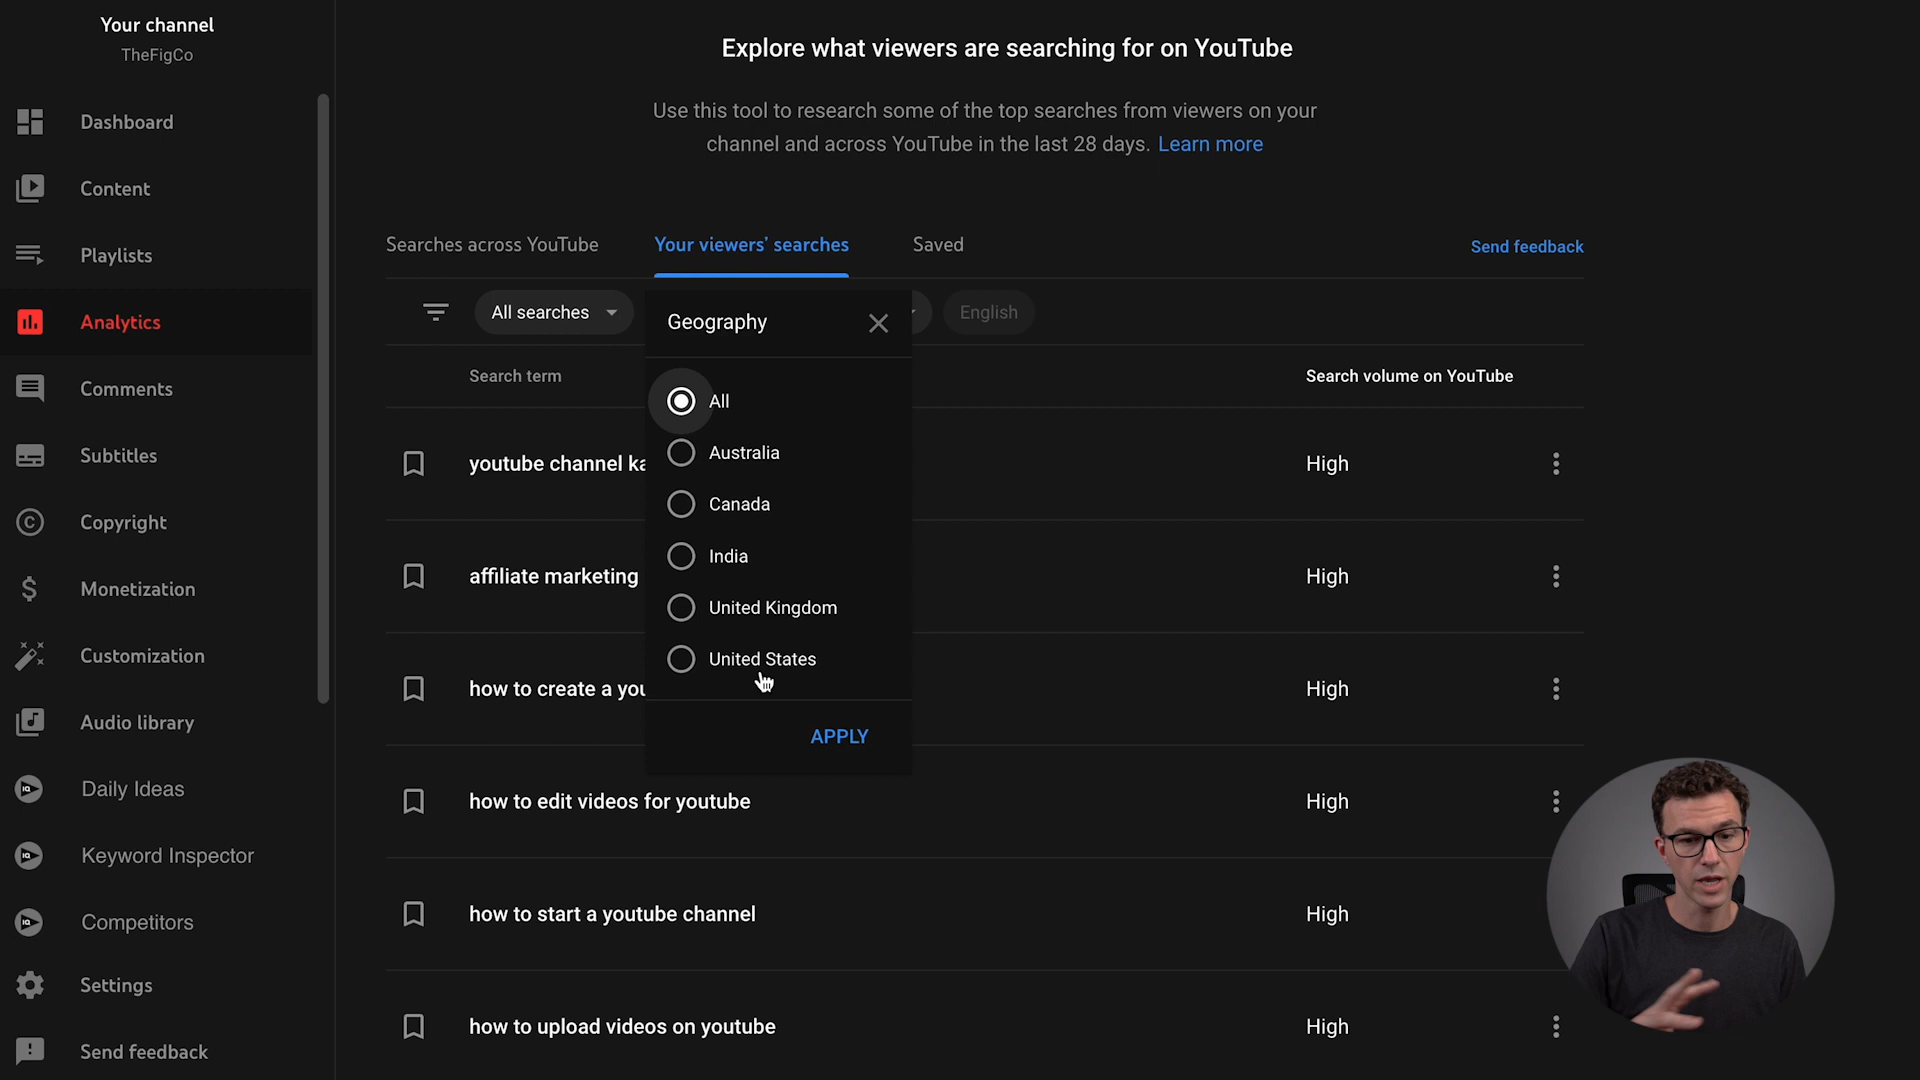 Your channel
TheFigCo
Dashboard
Content
Playlists
Analytics
Comments
Subtitles
Copyright
Monetization
Customization
Audio library
Daily Ideas
Keyword Inspector
Competitors
Settings
Send feedback
Explore what viewers are searching for on YouTube
Use this tool to research some of the top searches from viewers on your
channel and across YouTube in the last 28 days. Learn more
Searches across YouTube
Your viewers' searches
Saved
Send feedback
All searches
English
Geography
All
Australia
Canada
India
United Kingdom
United States
APPLY
Search term
Search volume on YouTube
youtube channel ka
High
affiliate marketing
High
how to create a you
High
how to edit videos for youtube
High
how to start a youtube channel
High
how to upload videos on youtube
High